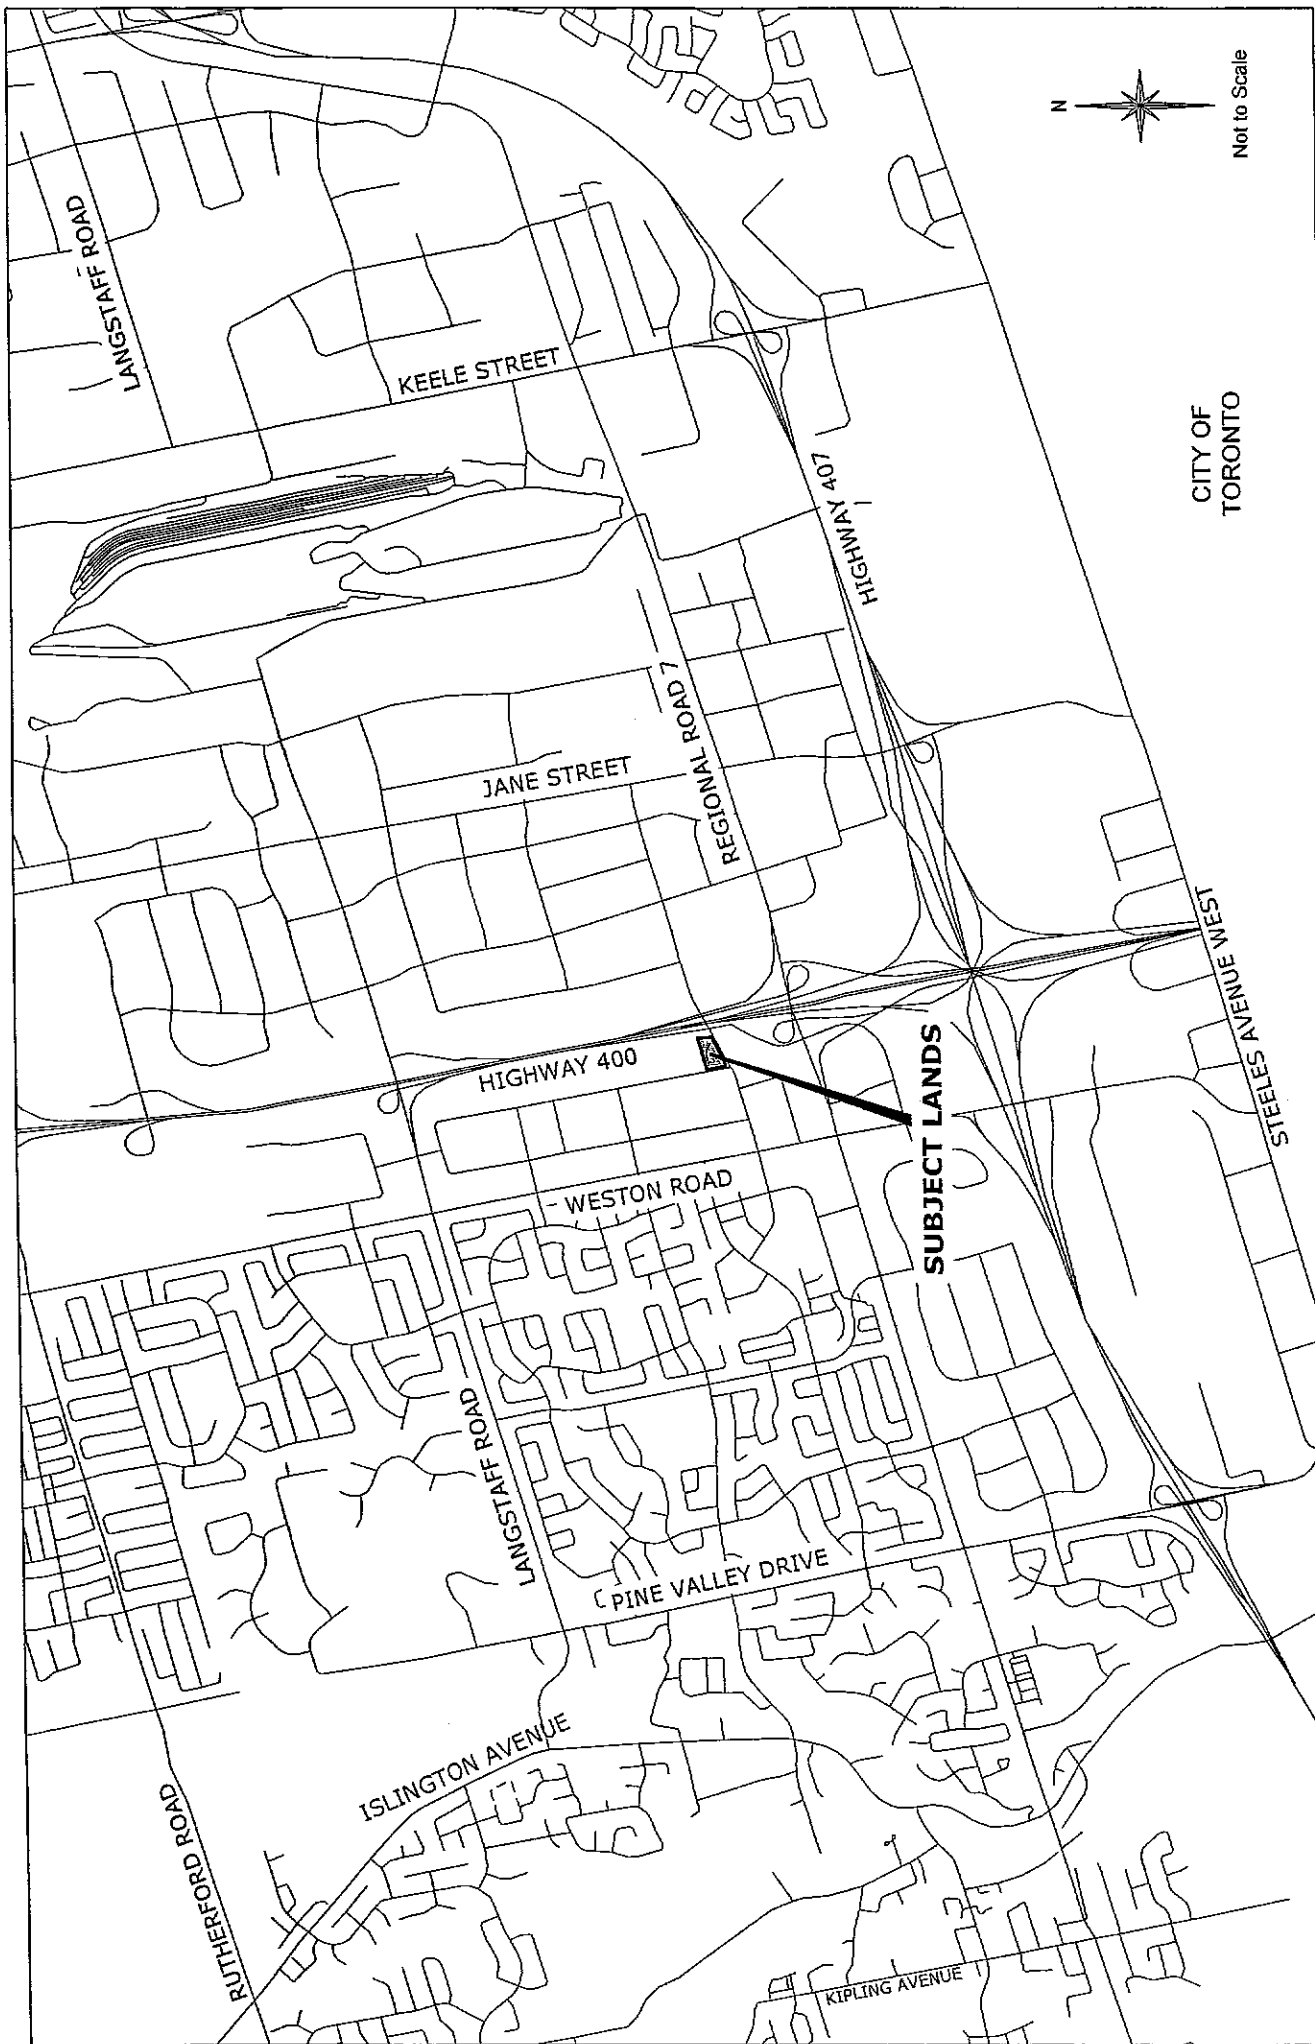 LANGSTAFF ROAD
N
Not to Scale
KEELE STREET
HIGHWAY 407
CITY OF
TORONTO
JANE STREET
REGIONAL ROAD 7
HIGHWAY 400
SUBJECT LANDS
STEELES AVENUE WEST
WESTON ROAD
LANGSTAFF ROAD
PINE VALLEY DRIVE
ISLINGTON AVENUE
RUTHERFORD ROAD
KIPLING AVENUE